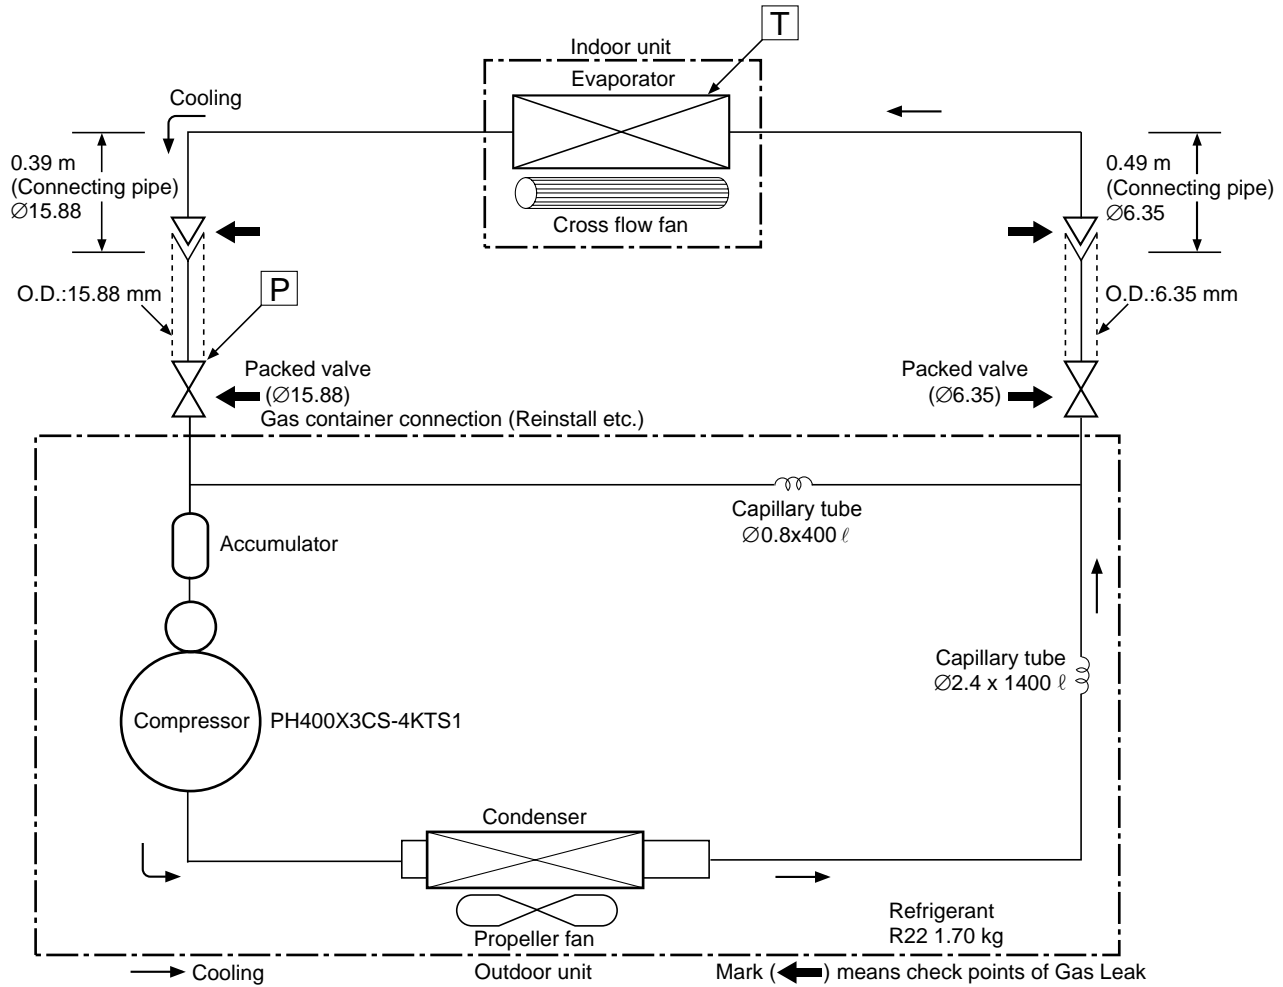 T
Indoor unit
Evaporator
Cooling
0.39 m
(Connecting pipe)
∅15.88
0.49 m
(Connecting pipe)
∅6.35
Cross flow fan
O.D.:15.88 mm
P
O.D.:6.35 mm
Packed valve
(∅15.88)
Packed valve
(∅6.35)
Gas container connection (Reinstall etc.)
Capillary tube
∅0.8x400 ℓ
Accumulator
Capillary tube
∅2.4 x 1400 ℓ
Compressor
PH400X3CS-4KTS1
Condenser
Propeller fan
Refrigerant
R22 1.70 kg
Cooling
Outdoor unit
Mark ( ) means check points of Gas Leak